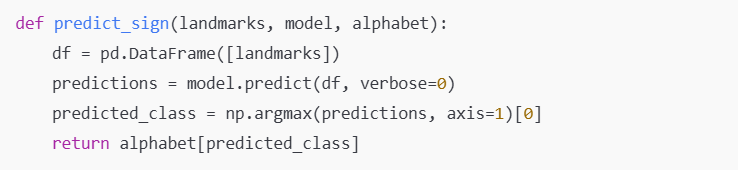 def predict_sign(landmarks, model, alphabet):
    df = pd.DataFrame([landmarks])
    predictions = model.predict(df, verbose=0)
    predicted_class = np.argmax(predictions, axis=1)[0]
    return alphabet[predicted_class]